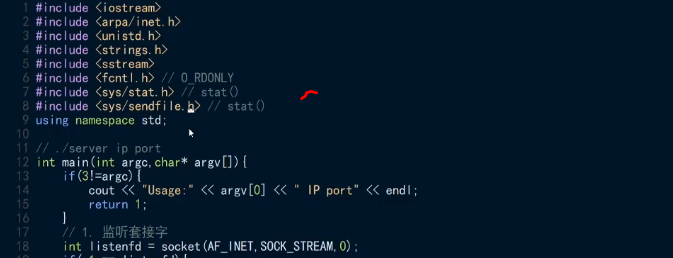 1 #include <iostream>
2 #include <arpa/inet.h>
3 #include <unistd.h>
4 #include <strings.h>
5 #include <sstream>
6 #include <fcntl.h> // O_RDONLY
7 #include <sys/stat.h> // stat()
8 #include <sys/sendfile.h> // stat()
9 using namespace std;
10
11 // ./server ip port
12 int main(int argc,char* argv[]){
13     if(3!=argc){
14         cout << "Usage:" << argv[0] << " IP port" << endl;
15         return 1;
16     }
17     // 1. 监听套接字
18     int listenfd = socket(AF_INET,SOCK_STREAM,0);